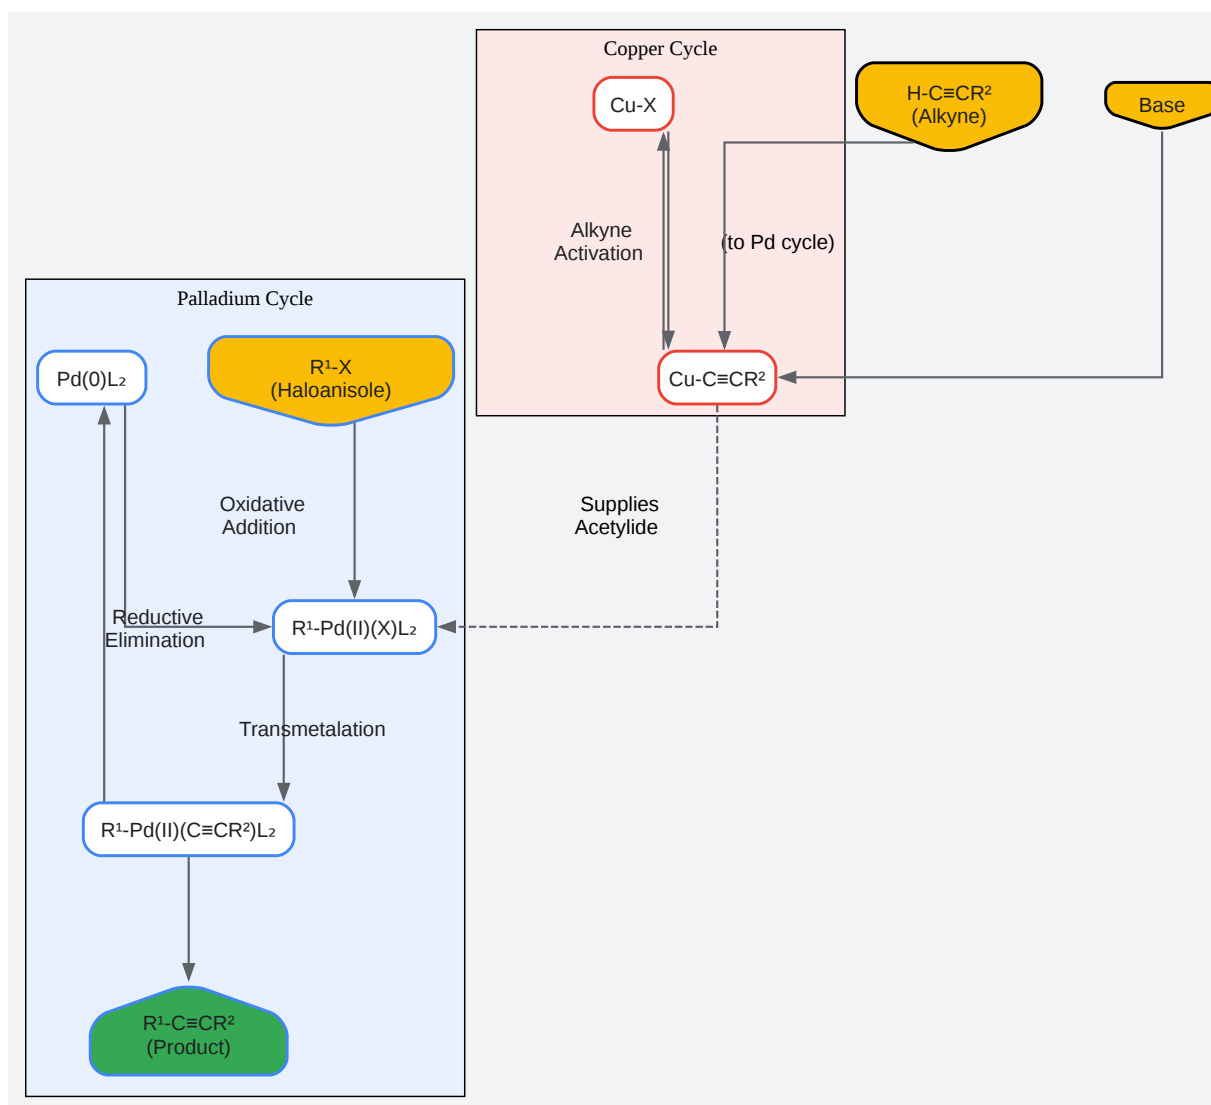 Copper Cycle
Cu-X
H-C≡CR²
(Alkyne)
Base
Alkyne
Activation
(to Pd cycle)
Palladium Cycle
Pd(0)L₂
R¹-X
(Haloanisole)
Cu-C≡CR²
Oxidative
Addition
Supplies
Acetylide
Reductive
Elimination
R¹-Pd(II)(X)L₂
Transmetalation
R¹-Pd(II)(C≡CR²)L₂
R¹-C≡CR²
(Product)